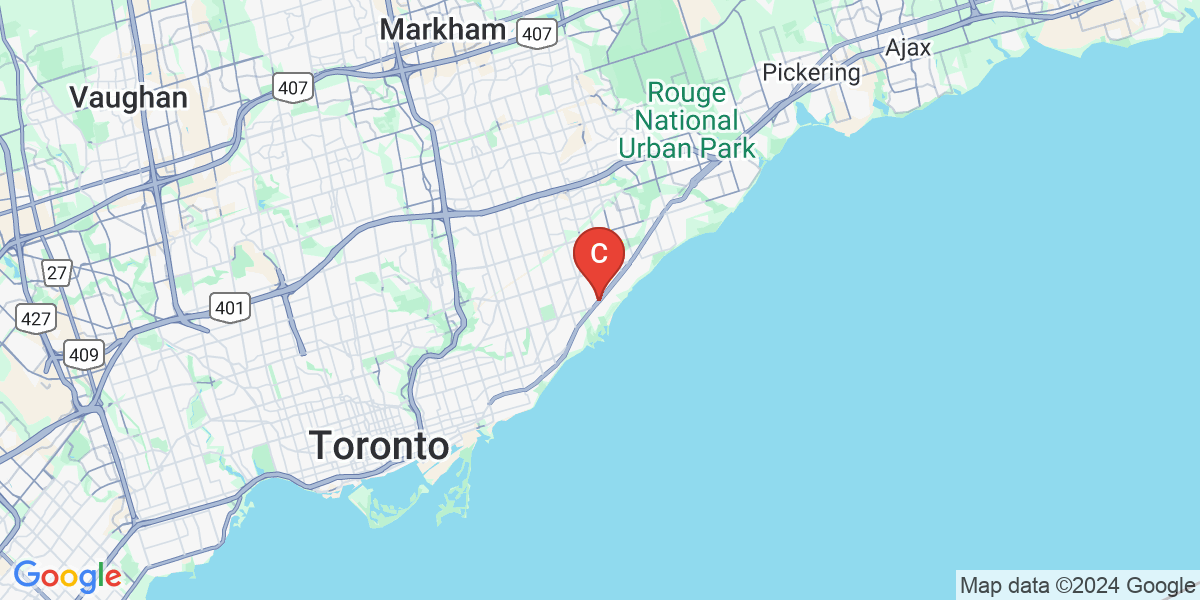 Markham
407
Ajax
Pickering
407
Vaughan
Rouge
National
Urban Park
C
27
401
427
409
Toronto
Google
Map data ©2024 Google